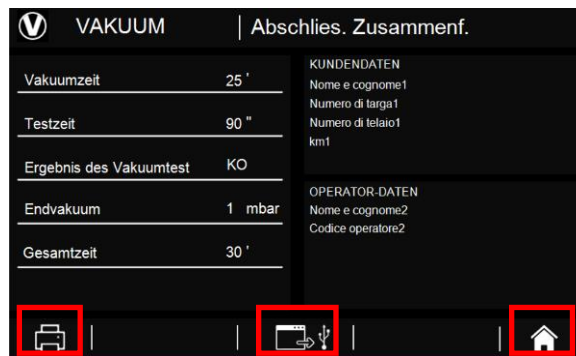 V VAKUUM Abschlies. Zusammenf.
Vakuumzeit 25 '
Testzeit 90 "
Ergebnis des Vakuumtest KO
Endvakuum 1 mbar
Gesamtzeit 30 '
KUNDENDATEN
Nome e cognome1
Numero di targa1
Numero di telaio1
km1
OPERATOR-DATEN
Nome e cognome2
Codice operatore2